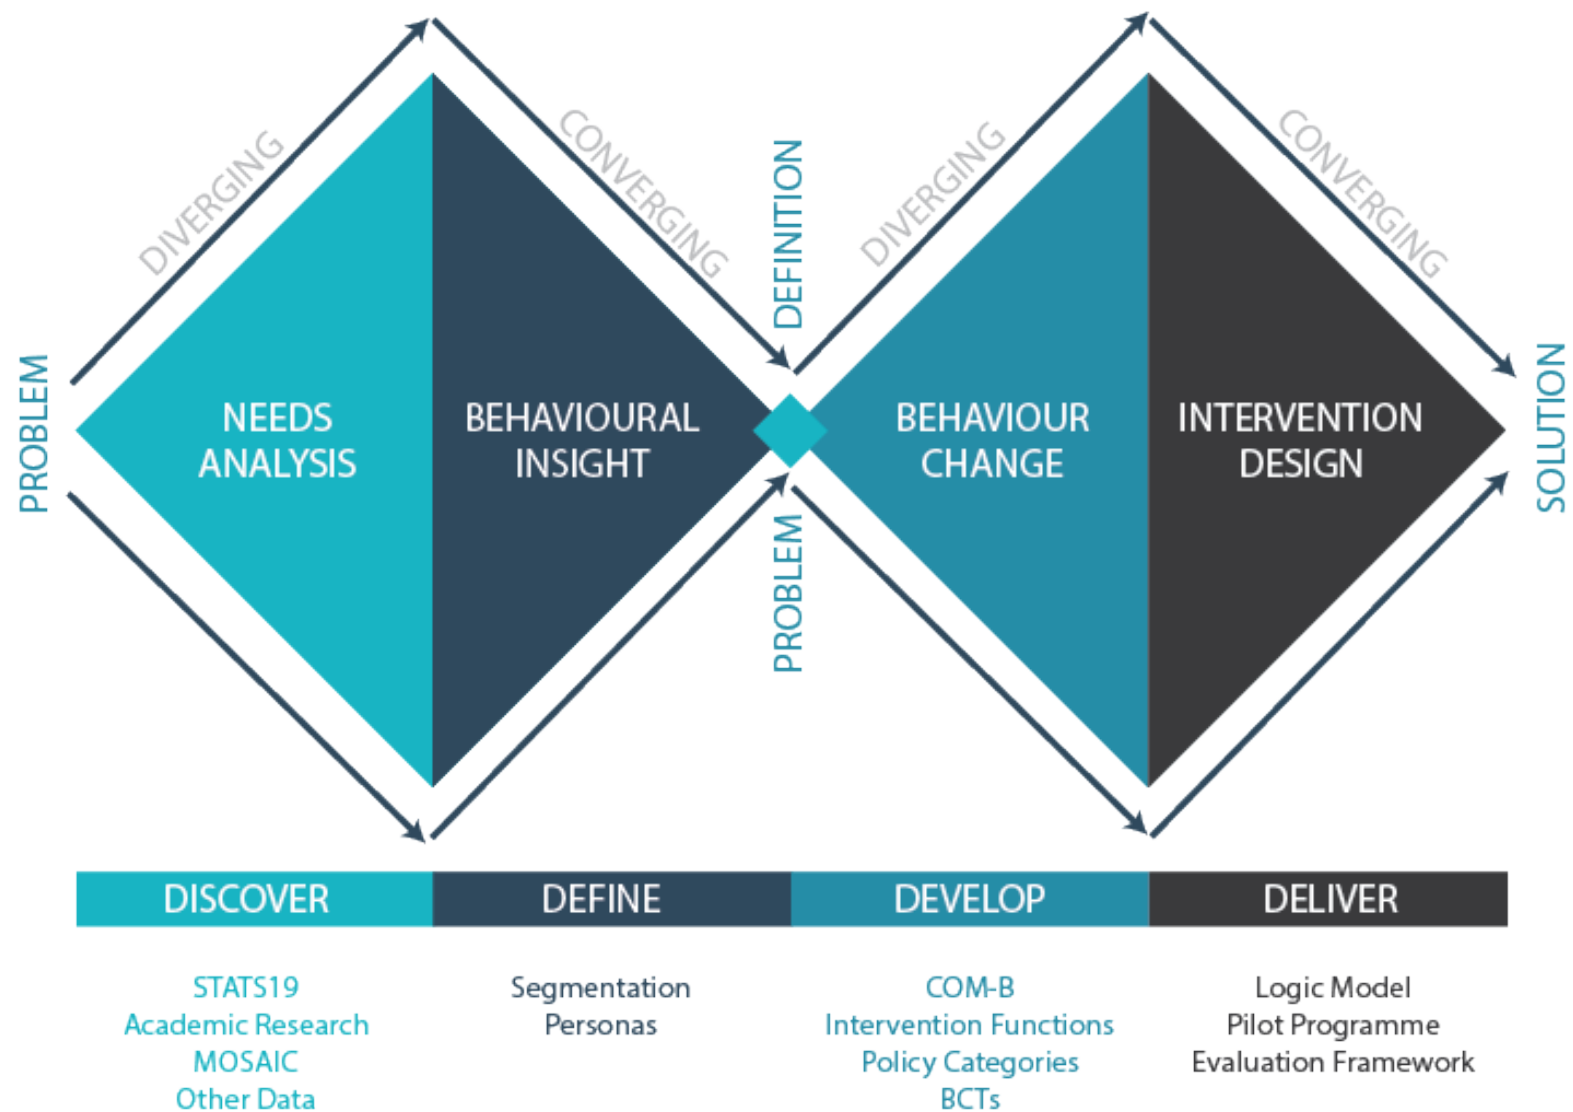 DIVERGING
CONVERGING
DIVERGING
CONVERGING
PROBLEM
DEFINITION
PROBLEM
SOLUTION
NEEDS
ANALYSIS
BEHAVIOURAL
INSIGHT
BEHAVIOUR
CHANGE
INTERVENTION
DESIGN
DISCOVER
DEFINE
DEVELOP
DELIVER
STATS19
Academic Research
MOSAIC
Other Data
Segmentation
Personas
COM-B
Intervention Functions
Policy Categories
BCTs
Logic Model
Pilot Programme
Evaluation Framework